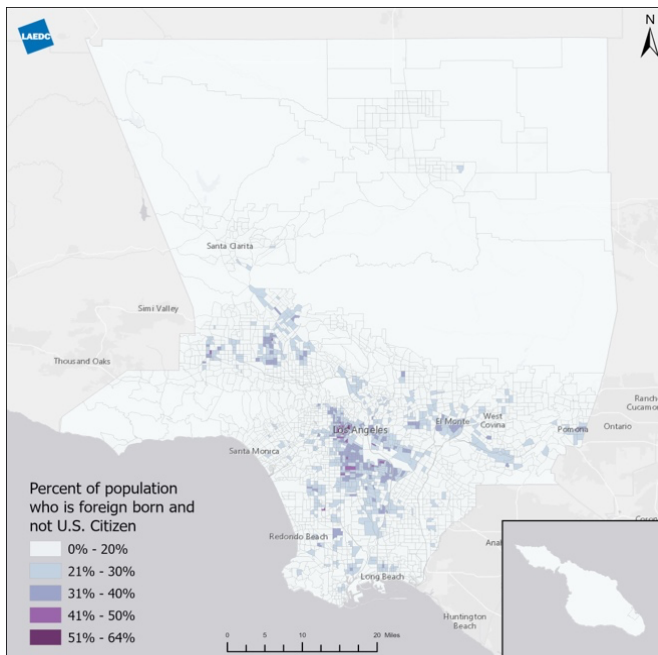 LAEDC
N
Santa Clarita
Simi Valley
Thousand Oaks
Los Angeles
El Monte
West
Covina
Pomona
Ontario
Santa Monica
Redondo Beach
Long Beach
Huntington
Beach
Percent of population
who is foreign born and
not U.S. Citizen
0% - 20%
21% - 30%
31% - 40%
41% - 50%
51% - 64%
0
5
10
20 Miles